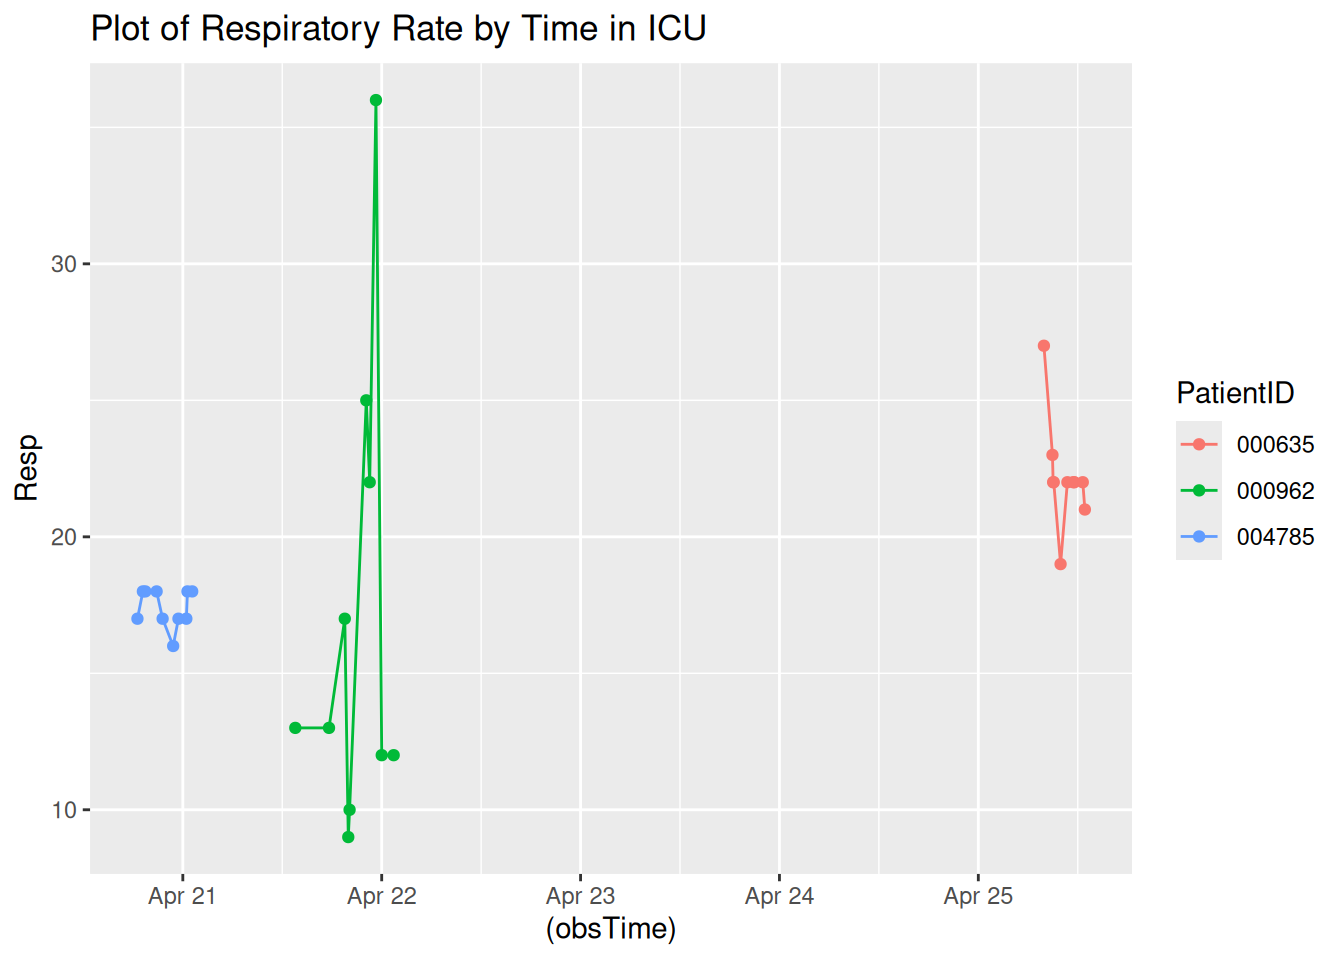 Plot of Respiratory Rate by Time in ICU
Resp
30
20
10
Apr 21
Apr 22
Apr 23
Apr 24
Apr 25
(obsTime)
PatientID
000635
000962
004785